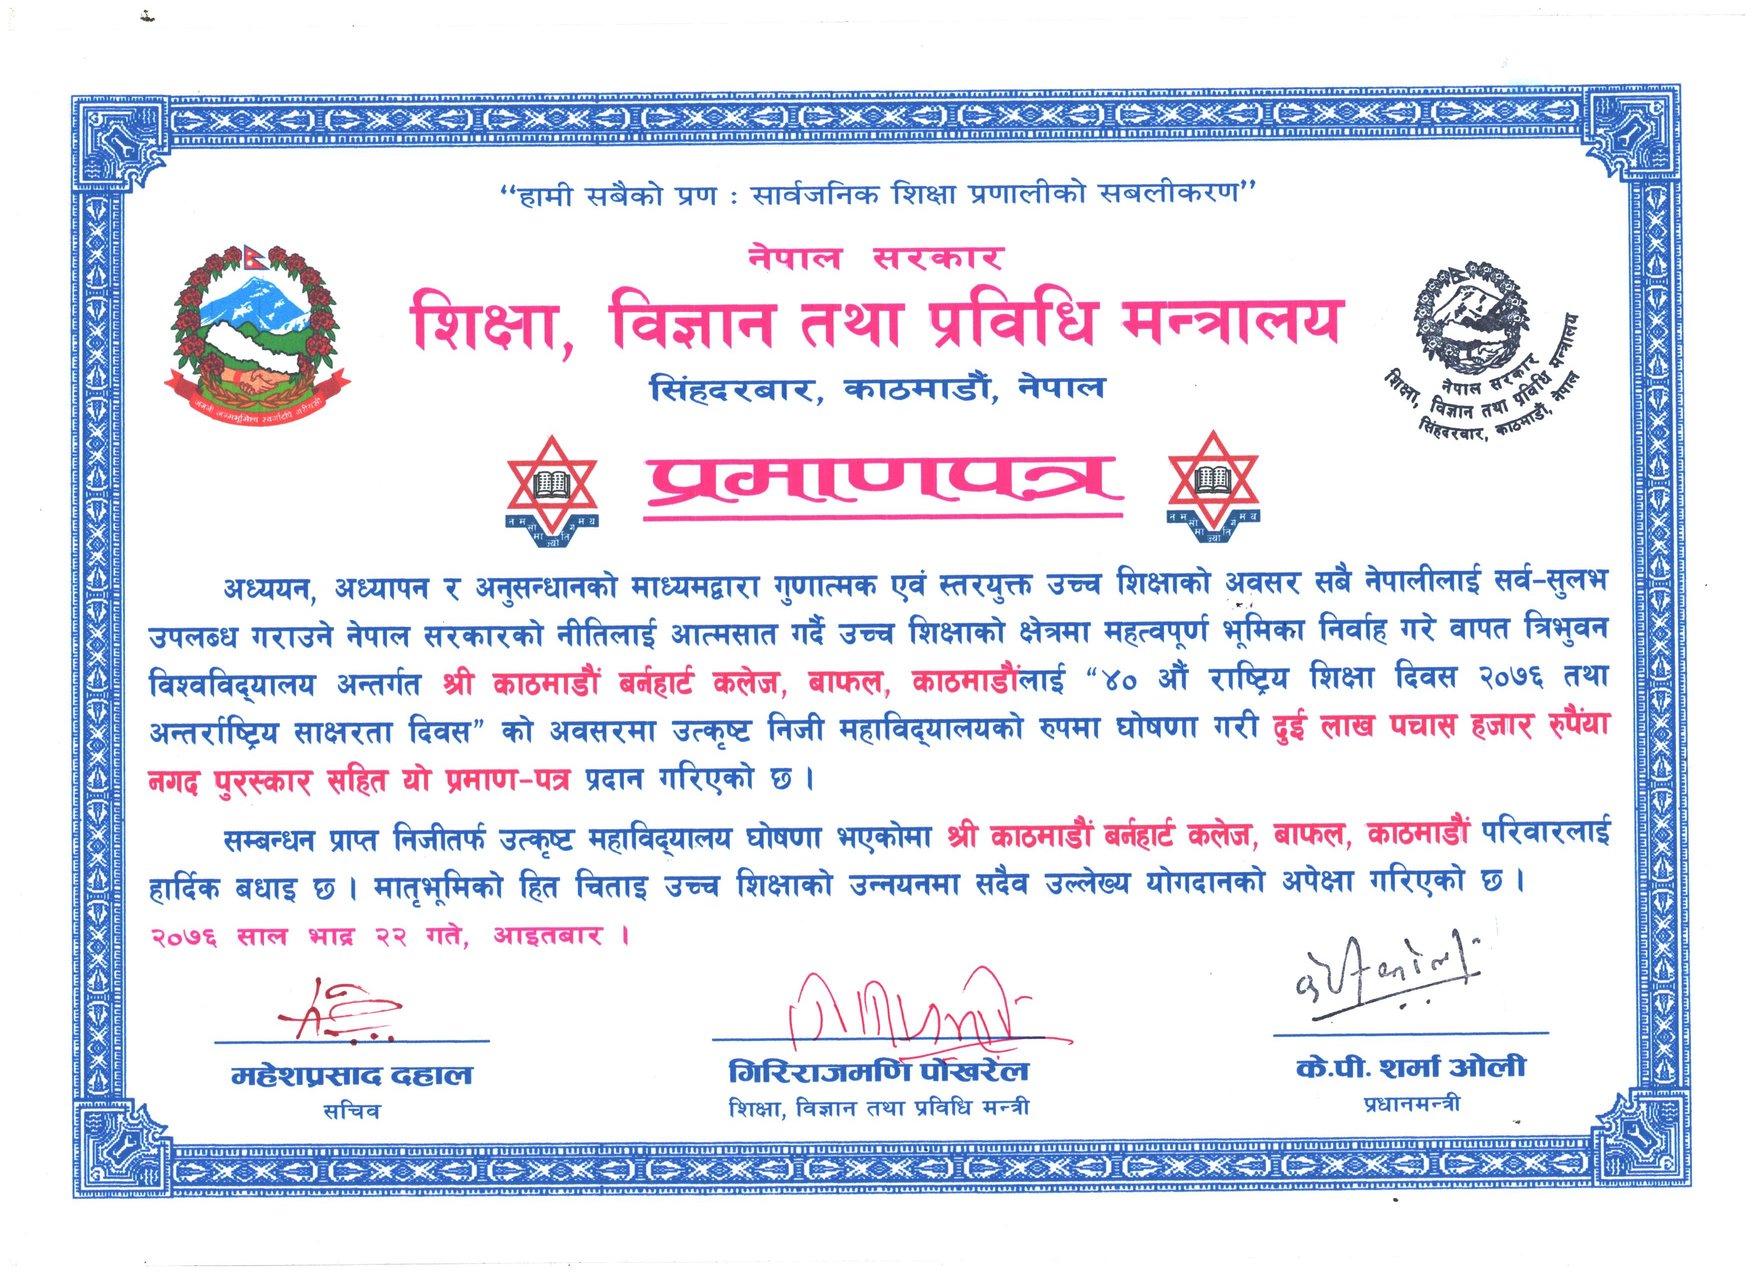 “हामी सबैको प्रण : सार्वजनिक शिक्षा प्रणालीको सबलीकरण”
नेपाल सरकार
शिक्षा, विज्ञान तथा प्रविधि मन्त्रालय
सिंहदरबार, काठमाडौं, नेपाल
जननी जन्मभूमिश्च स्वर्गादपि गरीयसी
नेपाल सरकार
शिक्षा, विज्ञान तथा प्रविधि मन्त्रालय
सिंहदरबार, काठमाडौं, नेपाल
प्रमाणपत्र
तमसो मा ज्योतिर्गमय
तमसो मा ज्योतिर्गमय
अध्ययन, अध्यापन र अनुसन्धानको माध्यमद्वारा गुणात्मक एवं स्तरयुक्त उच्च शिक्षाको अवसर सबै नेपालीलाई सर्व-सुलभ
उपलब्ध गराउने नेपाल सरकारको नीतिलाई आत्मसात गर्दै उच्च शिक्षाको क्षेत्रमा महत्वपूर्ण भूमिका निर्वाह गरे वापत त्रिभुवन
विश्वविद्यालय अन्तर्गत श्री काठमाडौं बर्नहार्ट कलेज, बाफल, काठमाडौंलाई “४० औं राष्ट्रिय शिक्षा दिवस २०७६ तथा
अन्तर्राष्ट्रिय साक्षरता दिवस” को अवसरमा उत्कृष्ट निजी महाविद्यालयको रुपमा घोषणा गरी दुई लाख पचास हजार रुपैंया
नगद पुरस्कार सहित यो प्रमाण-पत्र प्रदान गरिएको छ ।
सम्बन्धन प्राप्त निजीतर्फ उत्कृष्ट महाविद्यालय घोषणा भएकोमा श्री काठमाडौं बर्नहार्ट कलेज, बाफल, काठमाडौं परिवारलाई
हार्दिक बधाइ छ । मातृभूमिको हित चिताइ उच्च शिक्षाको उन्नयनमा सदैव उल्लेख्य योगदानको अपेक्षा गरिएको छ ।
२०७६ साल भाद्र २२ गते, आइतबार ।
महेशप्रसाद दहाल
सचिव
गिरिराजमणि पोखरेल
शिक्षा, विज्ञान तथा प्रविधि मन्त्री
के.पी. शर्मा ओली
प्रधानमन्त्री